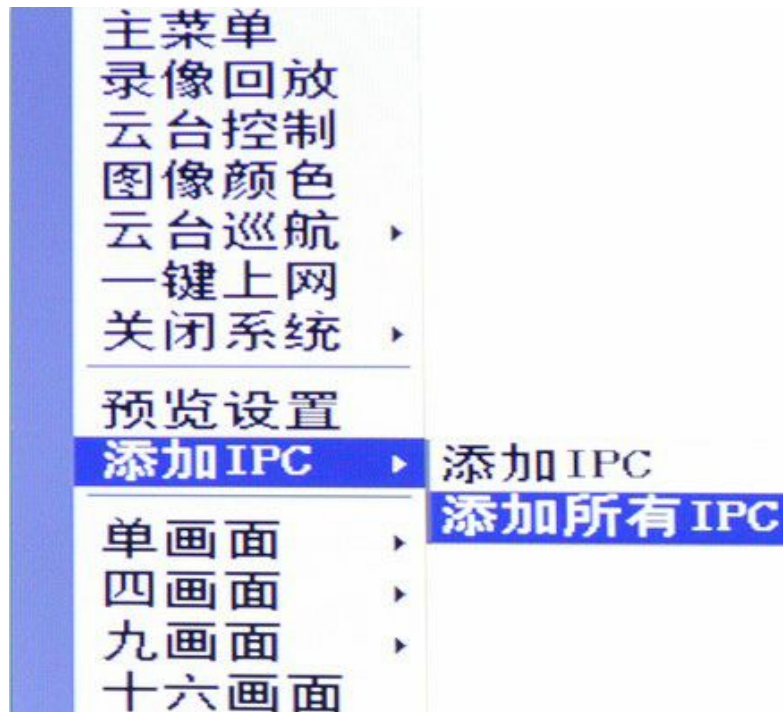 主菜单
录像回放
云台控制
图像颜色
云台巡航
一键上网
关闭系统
预览设置
添加IPC
添加IPC
添加所有IPC
单画面
四画面
九画面
十六画面